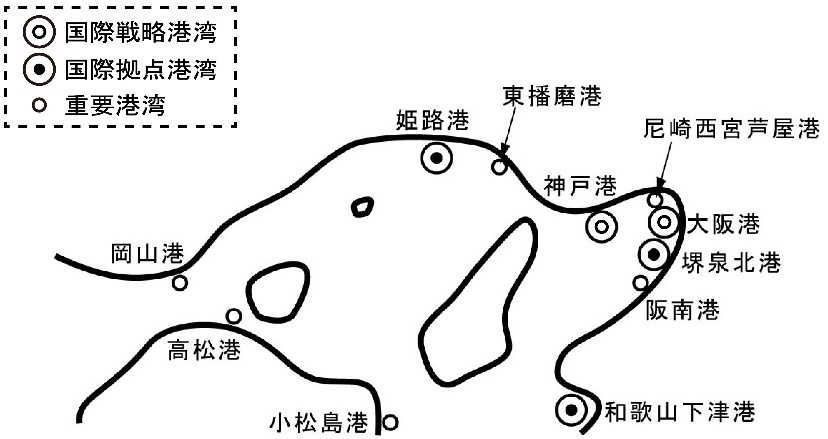 国際戦略港湾
国際拠点港湾
重要港湾
東播磨港
姫路港
尼崎西宮芦屋港
神戸港
大阪港
岡山港
堺泉北港
阪南港
高松港
小松島港
和歌山下津港